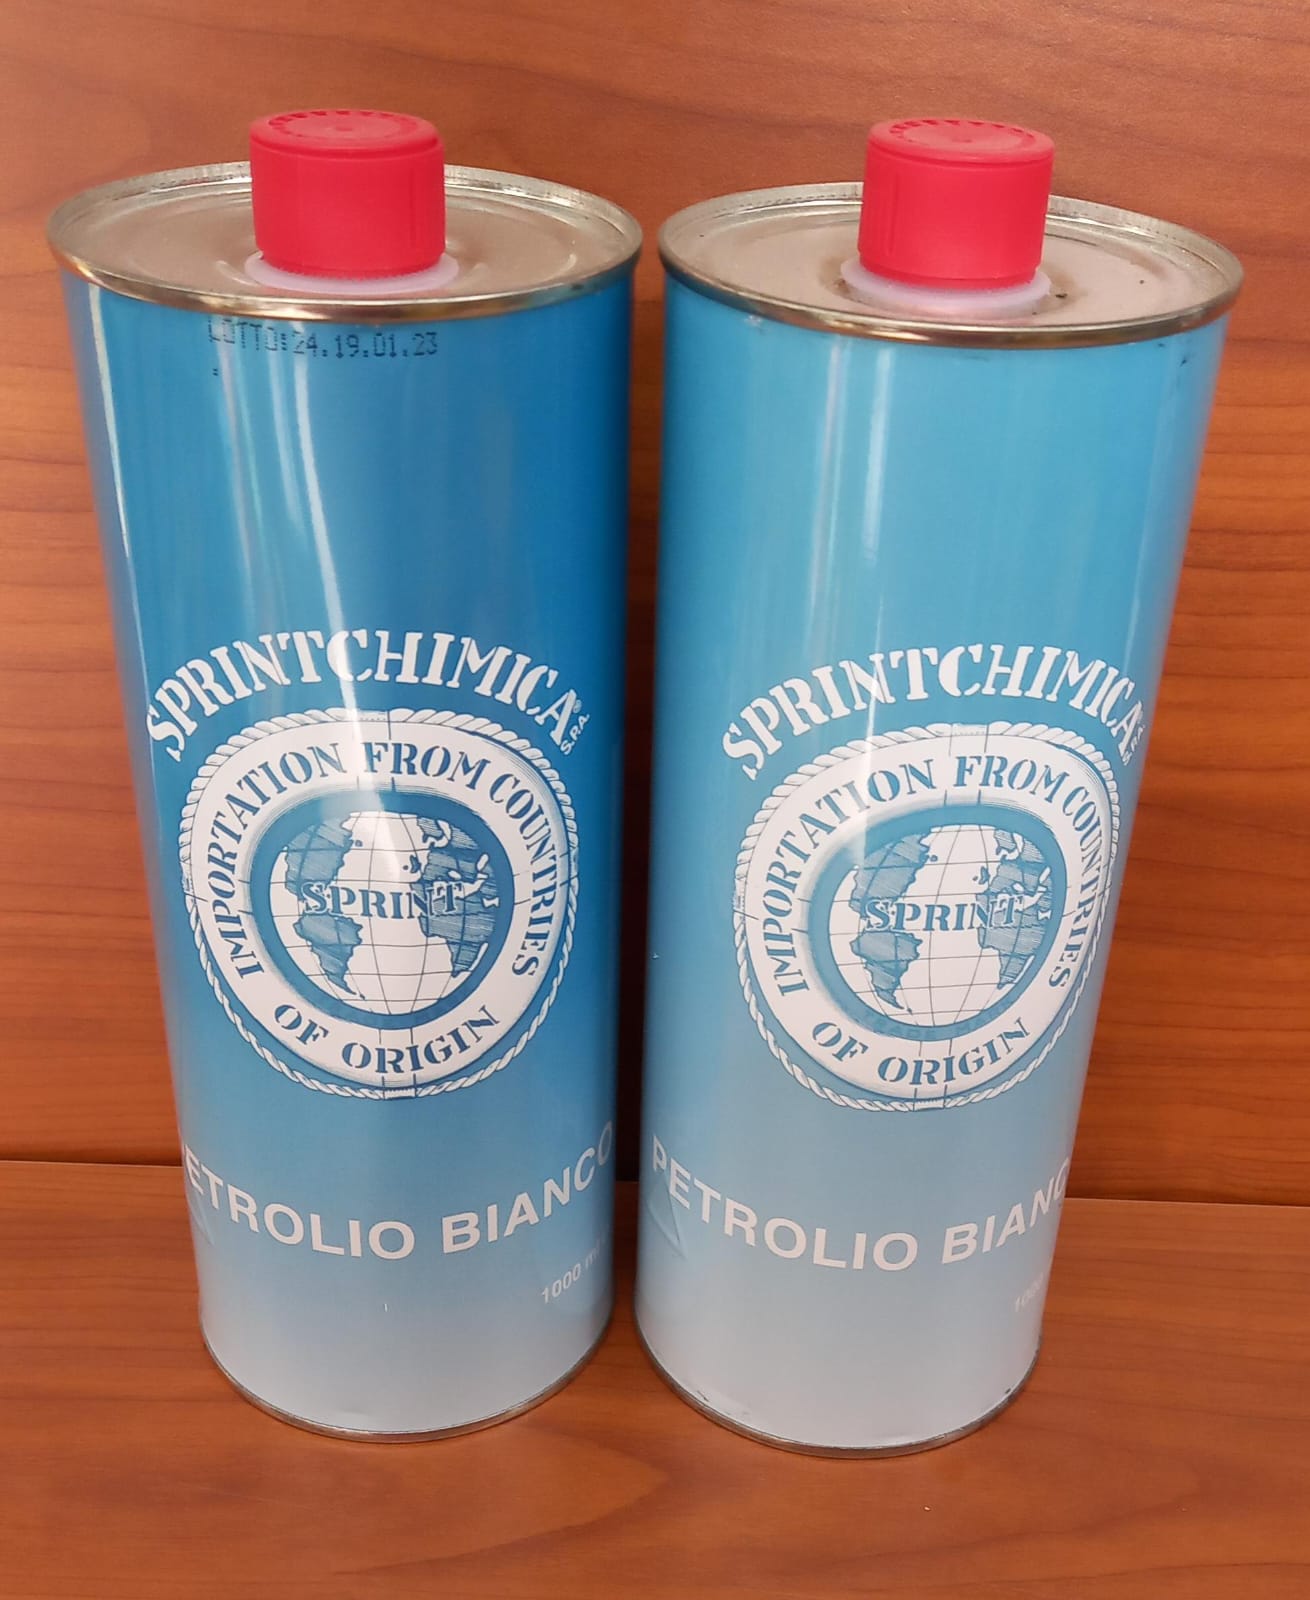 LOTTO:24.19.01.23
SPRINTCHIMICA®
S.P.A.
IMPORTATION FROM COUNTRIES
OF ORIGIN
SPRINT
PETROLIO BIANCO
1000 ml
SPRINTCHIMICA
S.P.A.
IMPORTATION FROM COUNTRIES
OF ORIGIN
SPRINT
PETROLIO BIANC